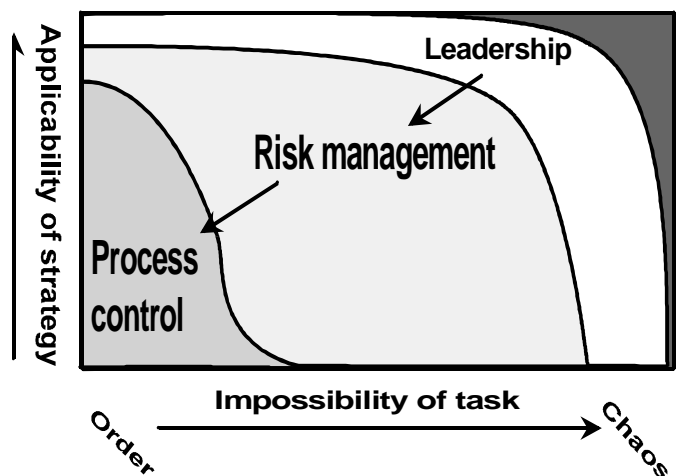 Applicability of strategy
Leadership
Risk management
Process
control
Impossibility of task
Order
Chaos